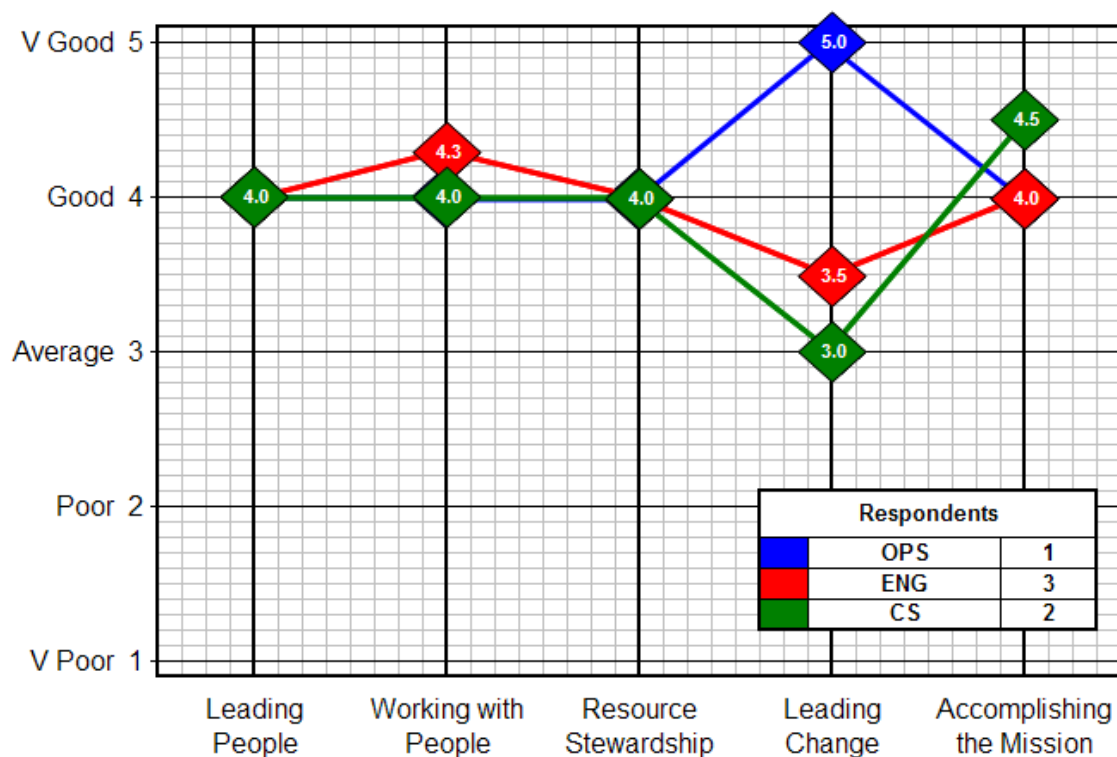 V Good 5
5.0
4.5
4.3
Good 4
4.0
4.0
4.0
4.0
3.5
Average 3
3.0
Poor 2
Respondents
OPS 1
ENG 3
CS 2
V Poor 1
Leading
People
Working with
People
Resource
Stewardship
Leading
Change
Accomplishing
the Mission